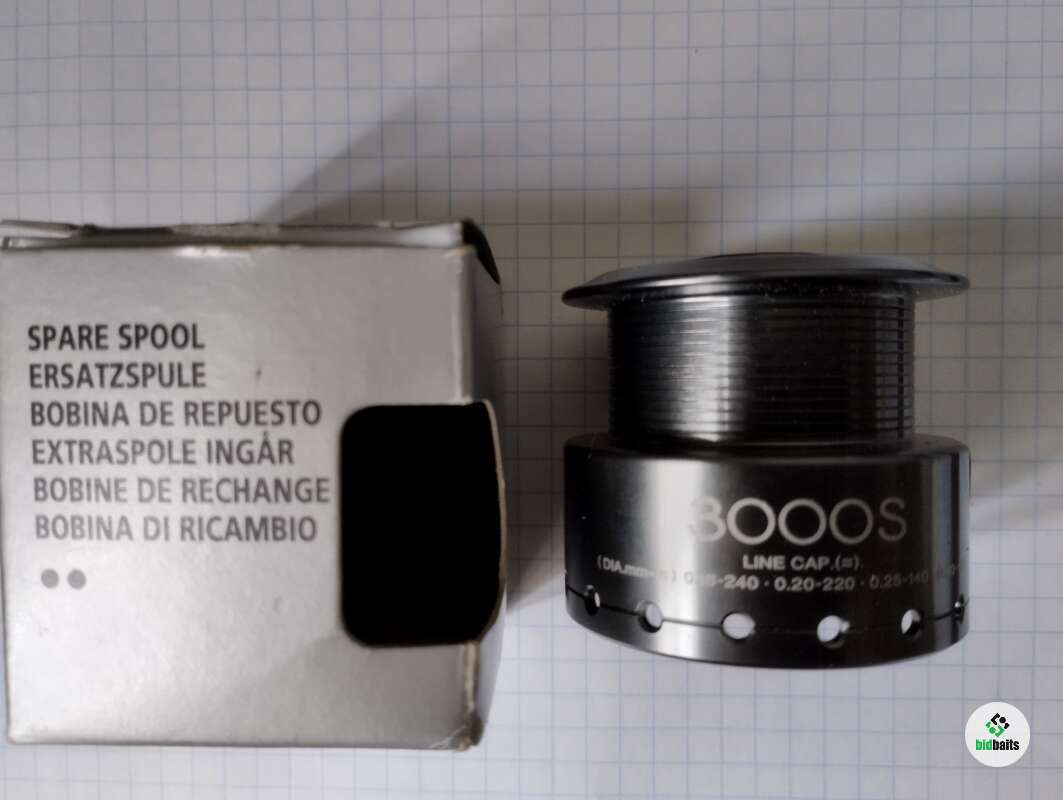 SPARE SPOOL
ERSATZSPULE
BOBINA DE REPUESTO
EXTRASPOLE INGÅR
BOBINE DE RECHANGE
BOBINA DI RICAMBIO
3000S
LINE CAP.(≈)
0.20-220 · 0.25-140
bidbaits